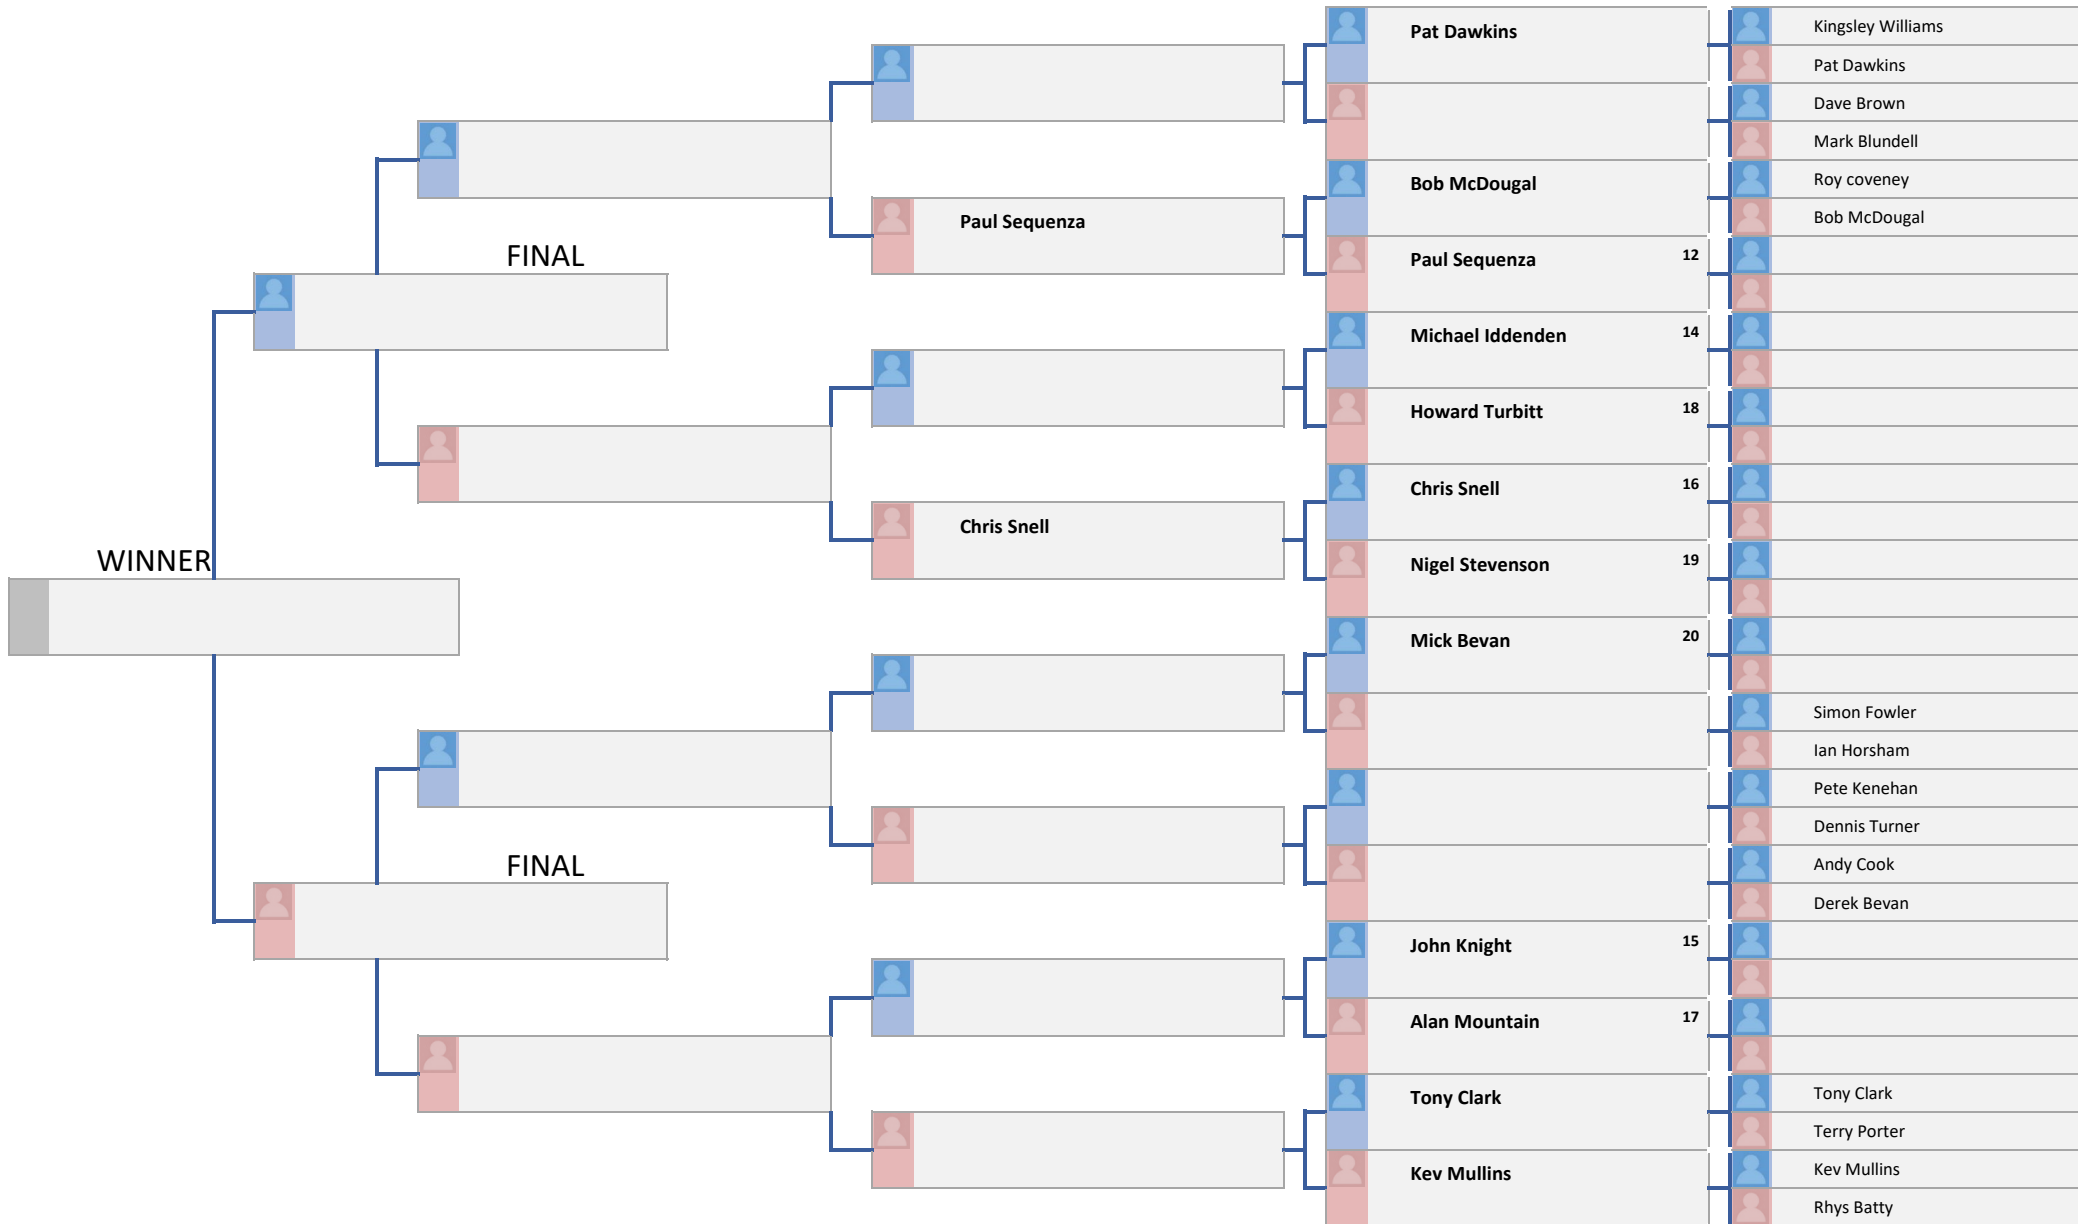 Pat Dawkins
Kingsley Williams
Pat Dawkins
Dave Brown
Mark Blundell
Bob McDougal
Roy coveney
Bob McDougal
Paul Sequenza
Paul Sequenza 12
FINAL
Michael Iddenden 14
Howard Turbitt 18
Chris Snell 16
Chris Snell
Nigel Stevenson 19
WINNER
Mick Bevan 20
Simon Fowler
Ian Horsham
Pete Kenehan
Dennis Turner
FINAL
Andy Cook
Derek Bevan
John Knight 15
Alan Mountain 17
Tony Clark
Tony Clark
Terry Porter
Kev Mullins
Kev Mullins
Rhys Batty